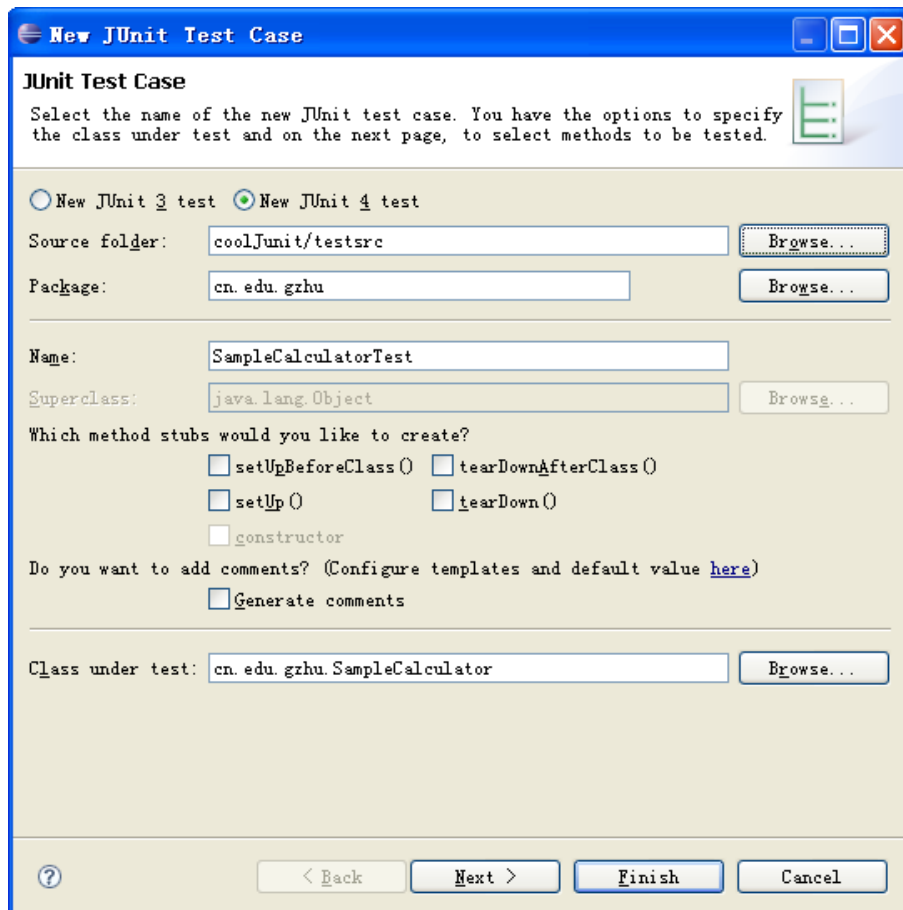 New JUnit Test Case
JUnit Test Case
Select the name of the new JUnit test case. You have the options to specify
the class under test and on the next page, to select methods to be tested.
New JUnit 3 test New JUnit 4 test
Source folder: coolJunit/testsrc Browse...
Package: cn.edu.gzhu Browse...
Name: SampleCalculatorTest
Superclass: java.lang.Object Browse...
Which method stubs would you like to create?
setUpBeforeClass() tearDownAfterClass()
setUp() tearDown()
constructor
Do you want to add comments? (Configure templates and default value here)
Generate comments
Class under test: cn.edu.gzhu.SampleCalculator Browse...
? < Back Next > Finish Cancel